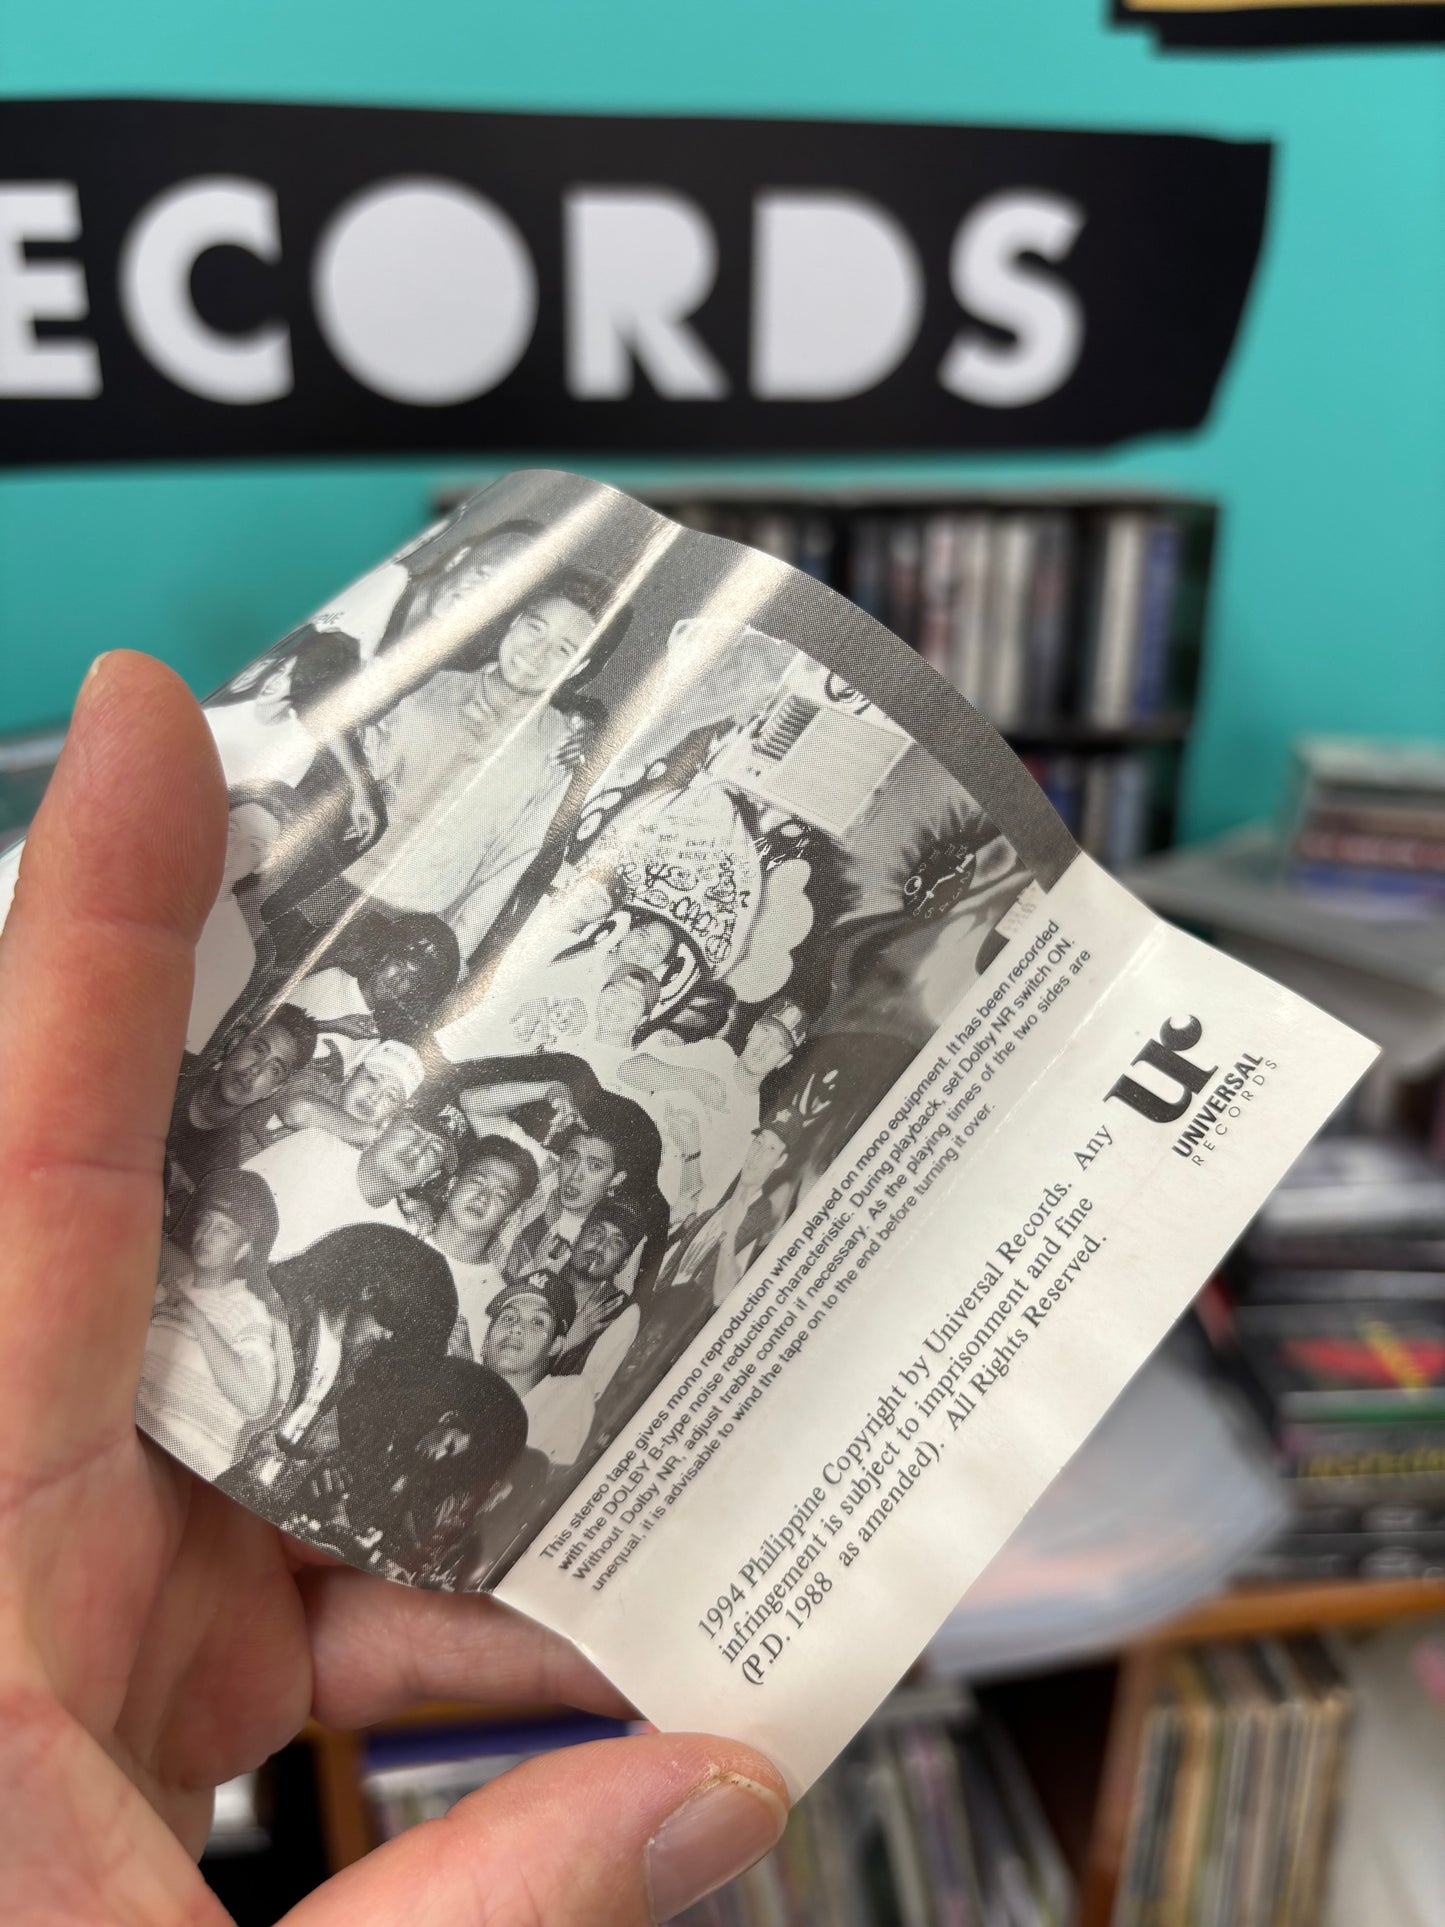 ECORDS
This stereo tape gives mono reproduction when played on mono equipment. It has been recorded
with the DOLBY B-type noise reduction characteristic. During playback, set Dolby NR switch ON.
Without Dolby NR, adjust treble control if necessary. As the playing times of the two sides are
unequal, it is advisable to wind the tape on to the end before turning it over.
1994 Philippine Copyright by Universal Records. Any
infringement is subject to imprisonment and fine
(P.D. 1988 as amended). All Rights Reserved.
ur
UNIVERSAL
RECORDS